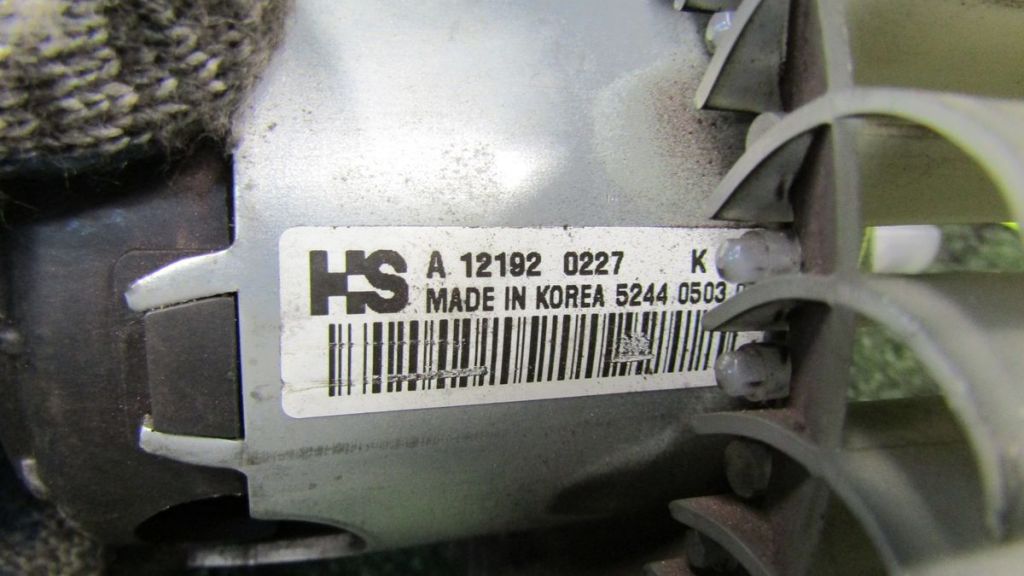 HS A 12192 0227 K
MADE IN KOREA 5244 0503